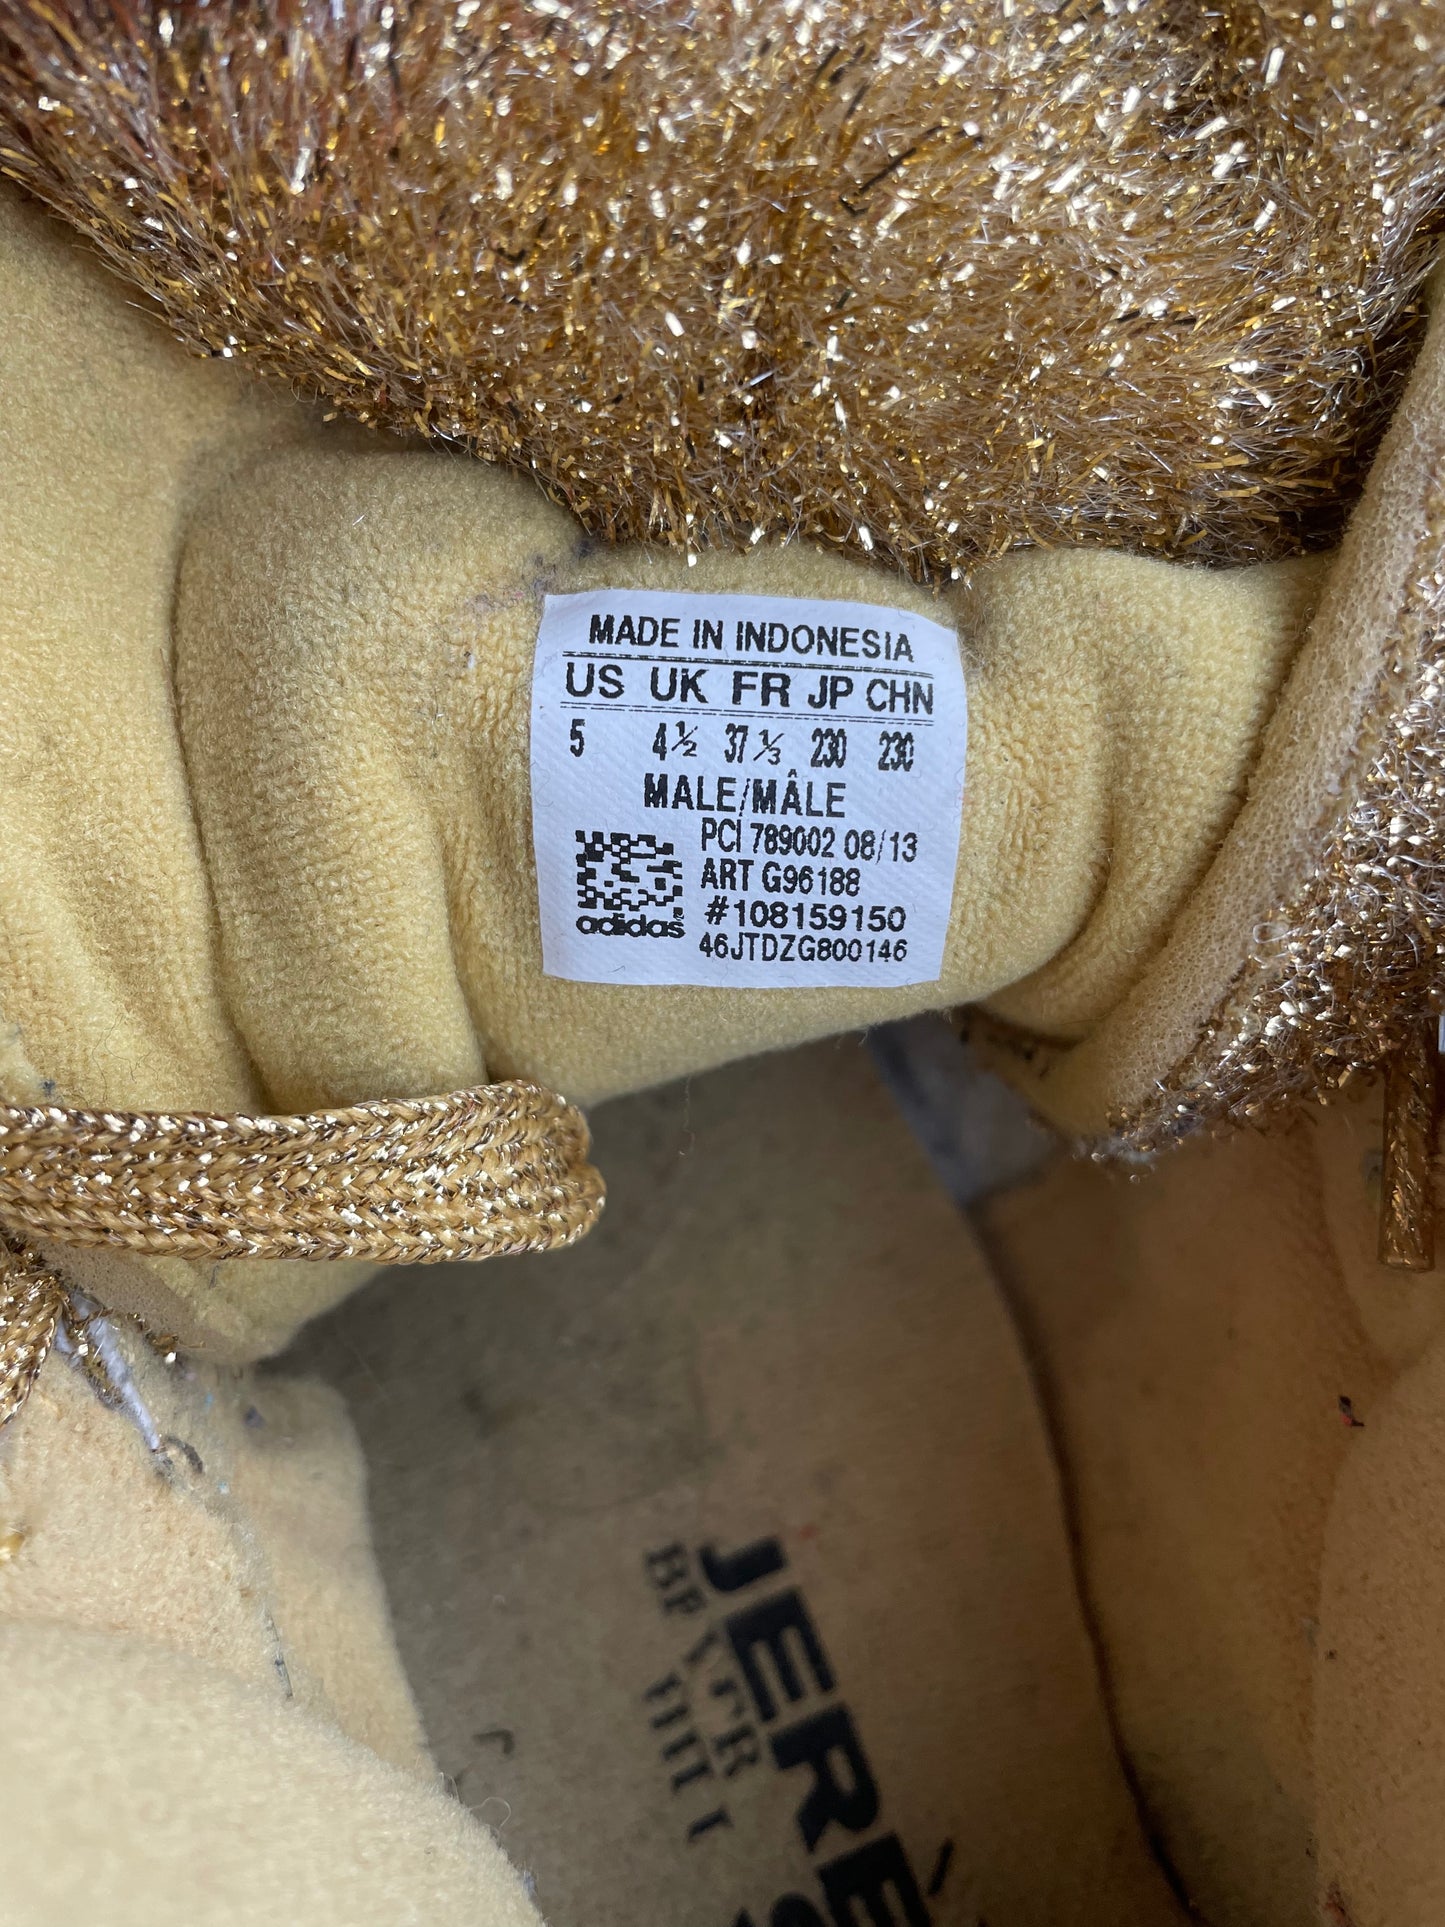 MADE IN INDONESIA
US UK FR JP CHN
5 4½ 37⅓ 230 230
MALE/MÂLE
PCI 789002 08/13
ART G96188
#108159150
adidas 46JTDZG800146
JERE